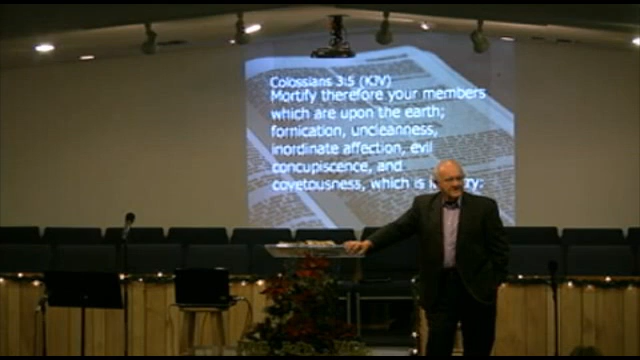 Colossians 3:5 (KJV)
Mortify therefore your members
which are upon the earth;
fornication, uncleanness,
inordinate affection, evil
concupiscence, and
covetousness, which is